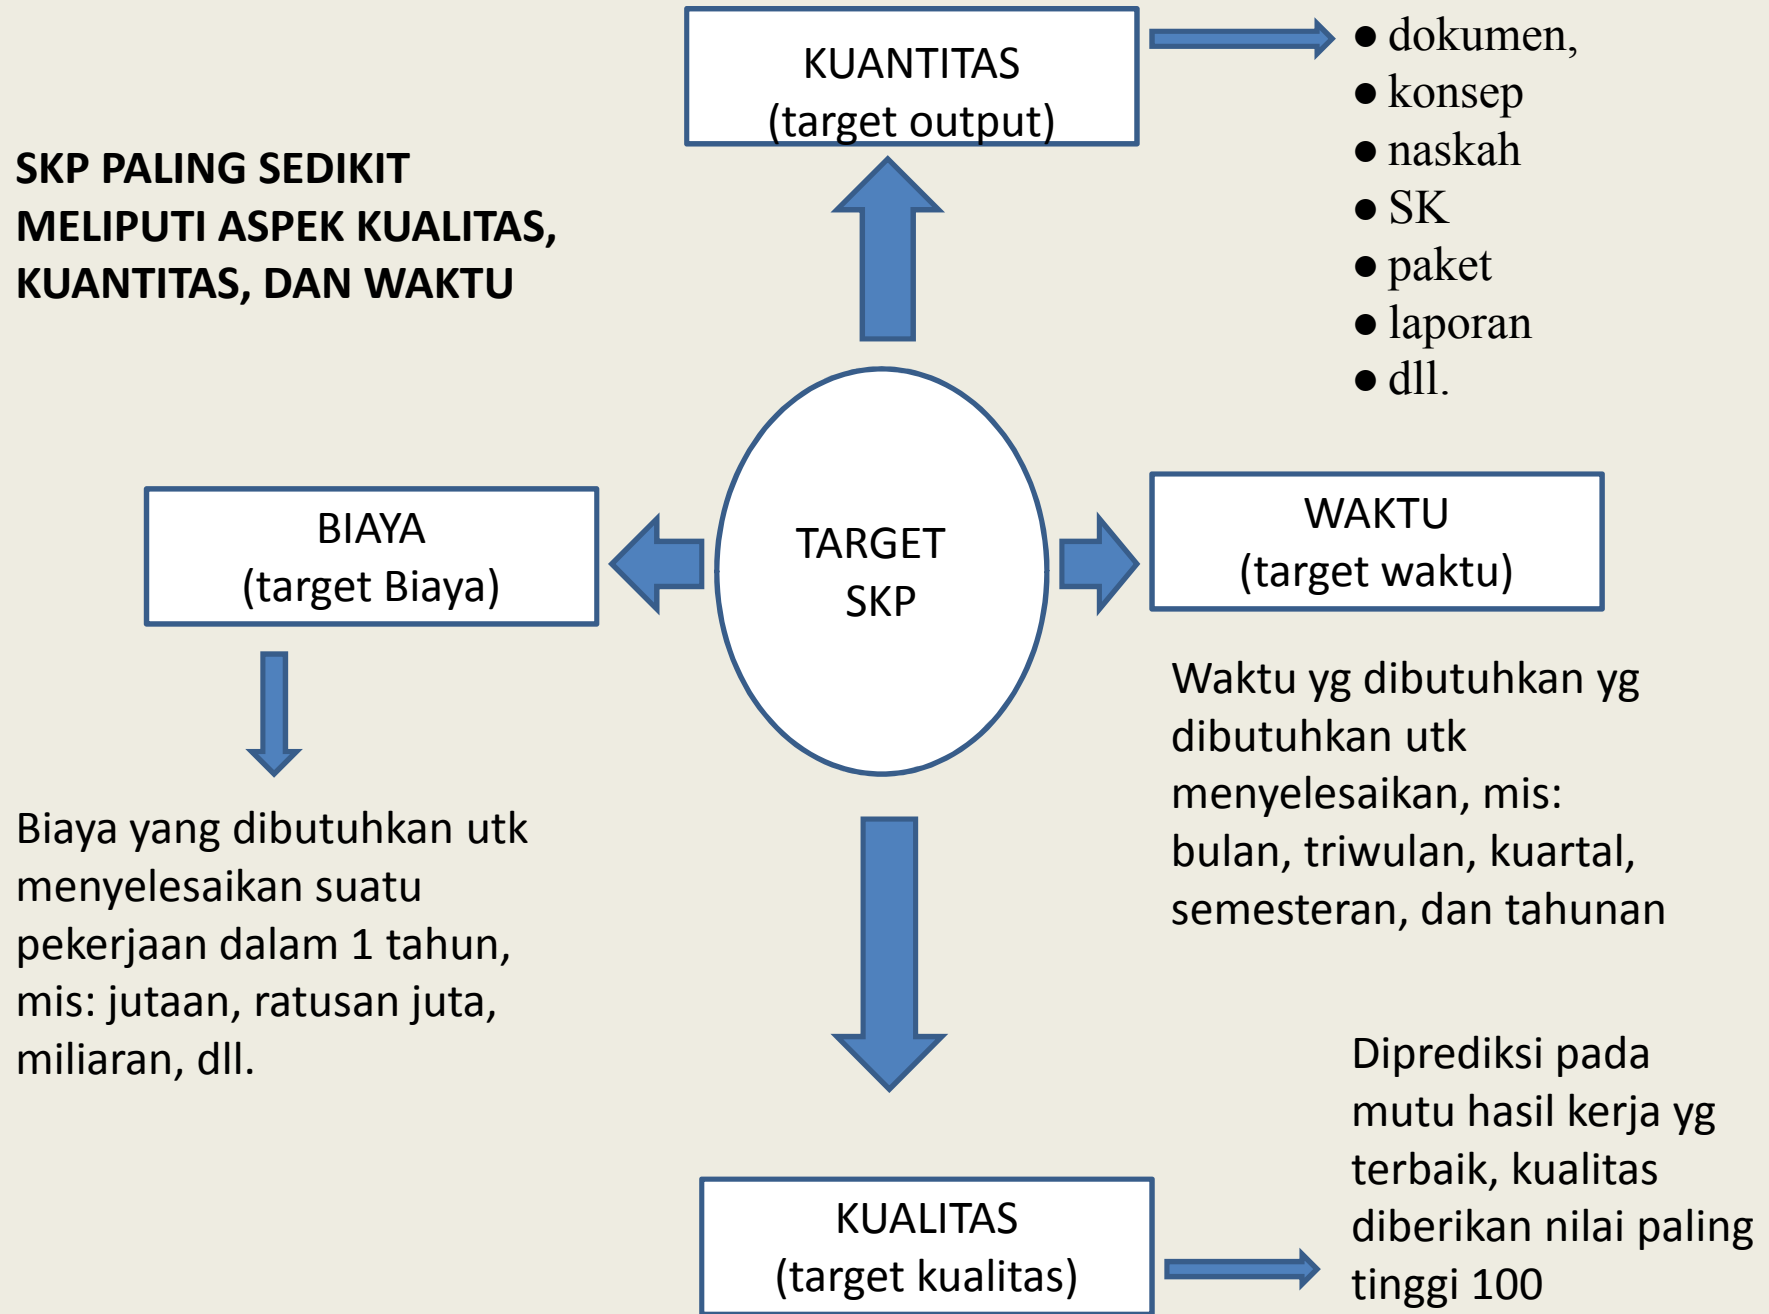 KUANTITAS
(target output)
● dokumen,
● konsep
● naskah
● SK
● paket
● laporan
● dll.
SKP PALING SEDIKIT
MELIPUTI ASPEK KUALITAS,
KUANTITAS, DAN WAKTU
BIAYA
(target Biaya)
TARGET
SKP
WAKTU
(target waktu)
Waktu yg dibutuhkan yg
dibutuhkan utk
menyelesaikan, mis:
bulan, triwulan, kuartal,
semesteran, dan tahunan
Biaya yang dibutuhkan utk
menyelesaikan suatu
pekerjaan dalam 1 tahun,
mis: jutaan, ratusan juta,
miliaran, dll.
KUALITAS
(target kualitas)
Diprediksi pada
mutu hasil kerja yg
terbaik, kualitas
diberikan nilai paling
tinggi 100